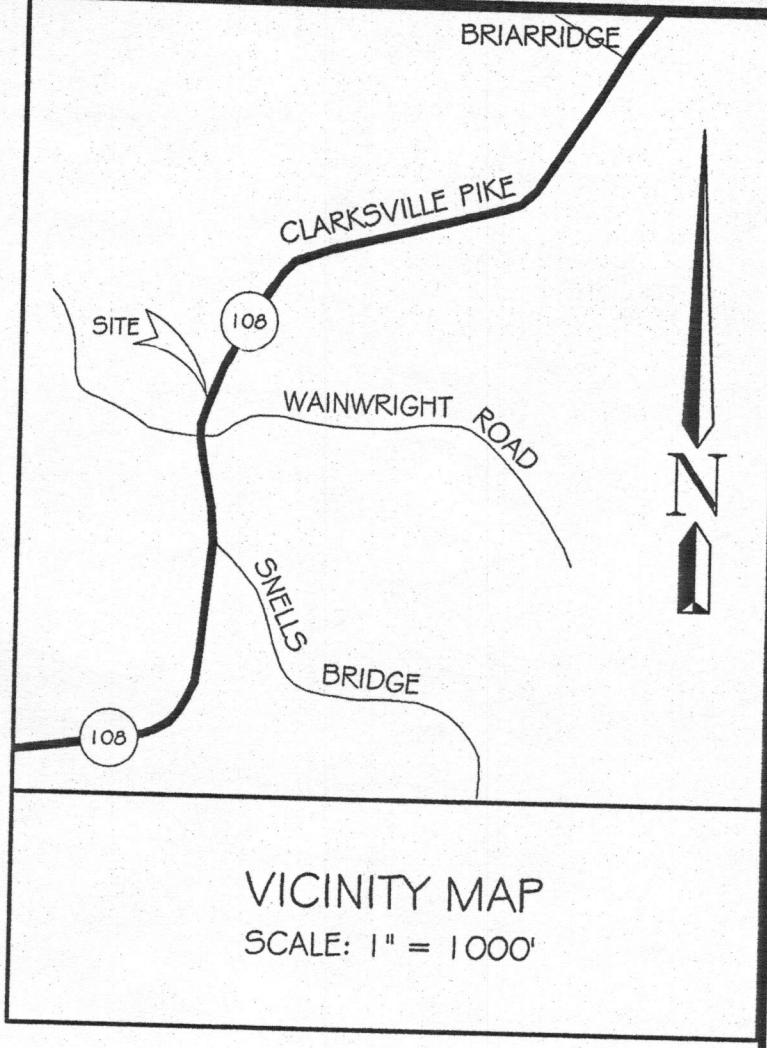 BRIARRIDGE
CLARKSVILLE PIKE
108
SITE
WAINWRIGHT ROAD
N
SNELLS BRIDGE
108
VICINITY MAP
SCALE: 1" = 1000'